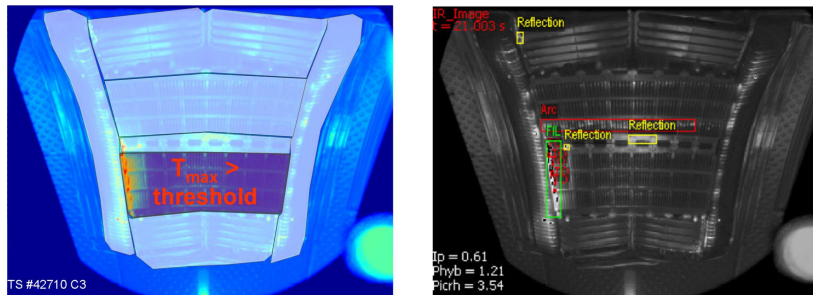 T_max >
threshold
TS #42710 C3
IR_Image
t = 21.003 s
Reflection
Arc
FIL
Reflection
Reflection
Ip = 0.61
Phyb = 1.21
Picrh = 3.54